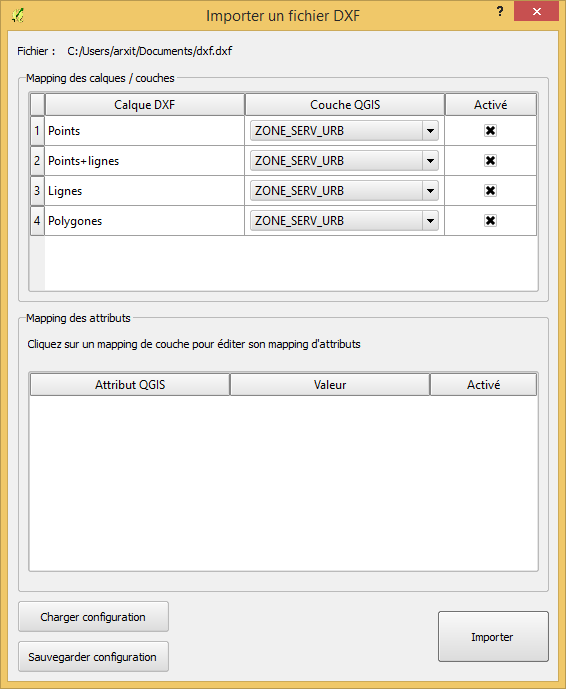 Importer un fichier DXF
?
Fichier : C:/Users/arxit/Documents/dxf.dxf
Mapping des calques / couches
Calque DXF Couche QGIS Activé
1 Points ZONE_SERV_URB
2 Points+lignes ZONE_SERV_URB
3 Lignes ZONE_SERV_URB
4 Polygones ZONE_SERV_URB
Mapping des attributs
Cliquez sur un mapping de couche pour éditer son mapping d'attributs
Attribut QGIS Valeur Activé
Charger configuration
Importer
Sauvegarder configuration